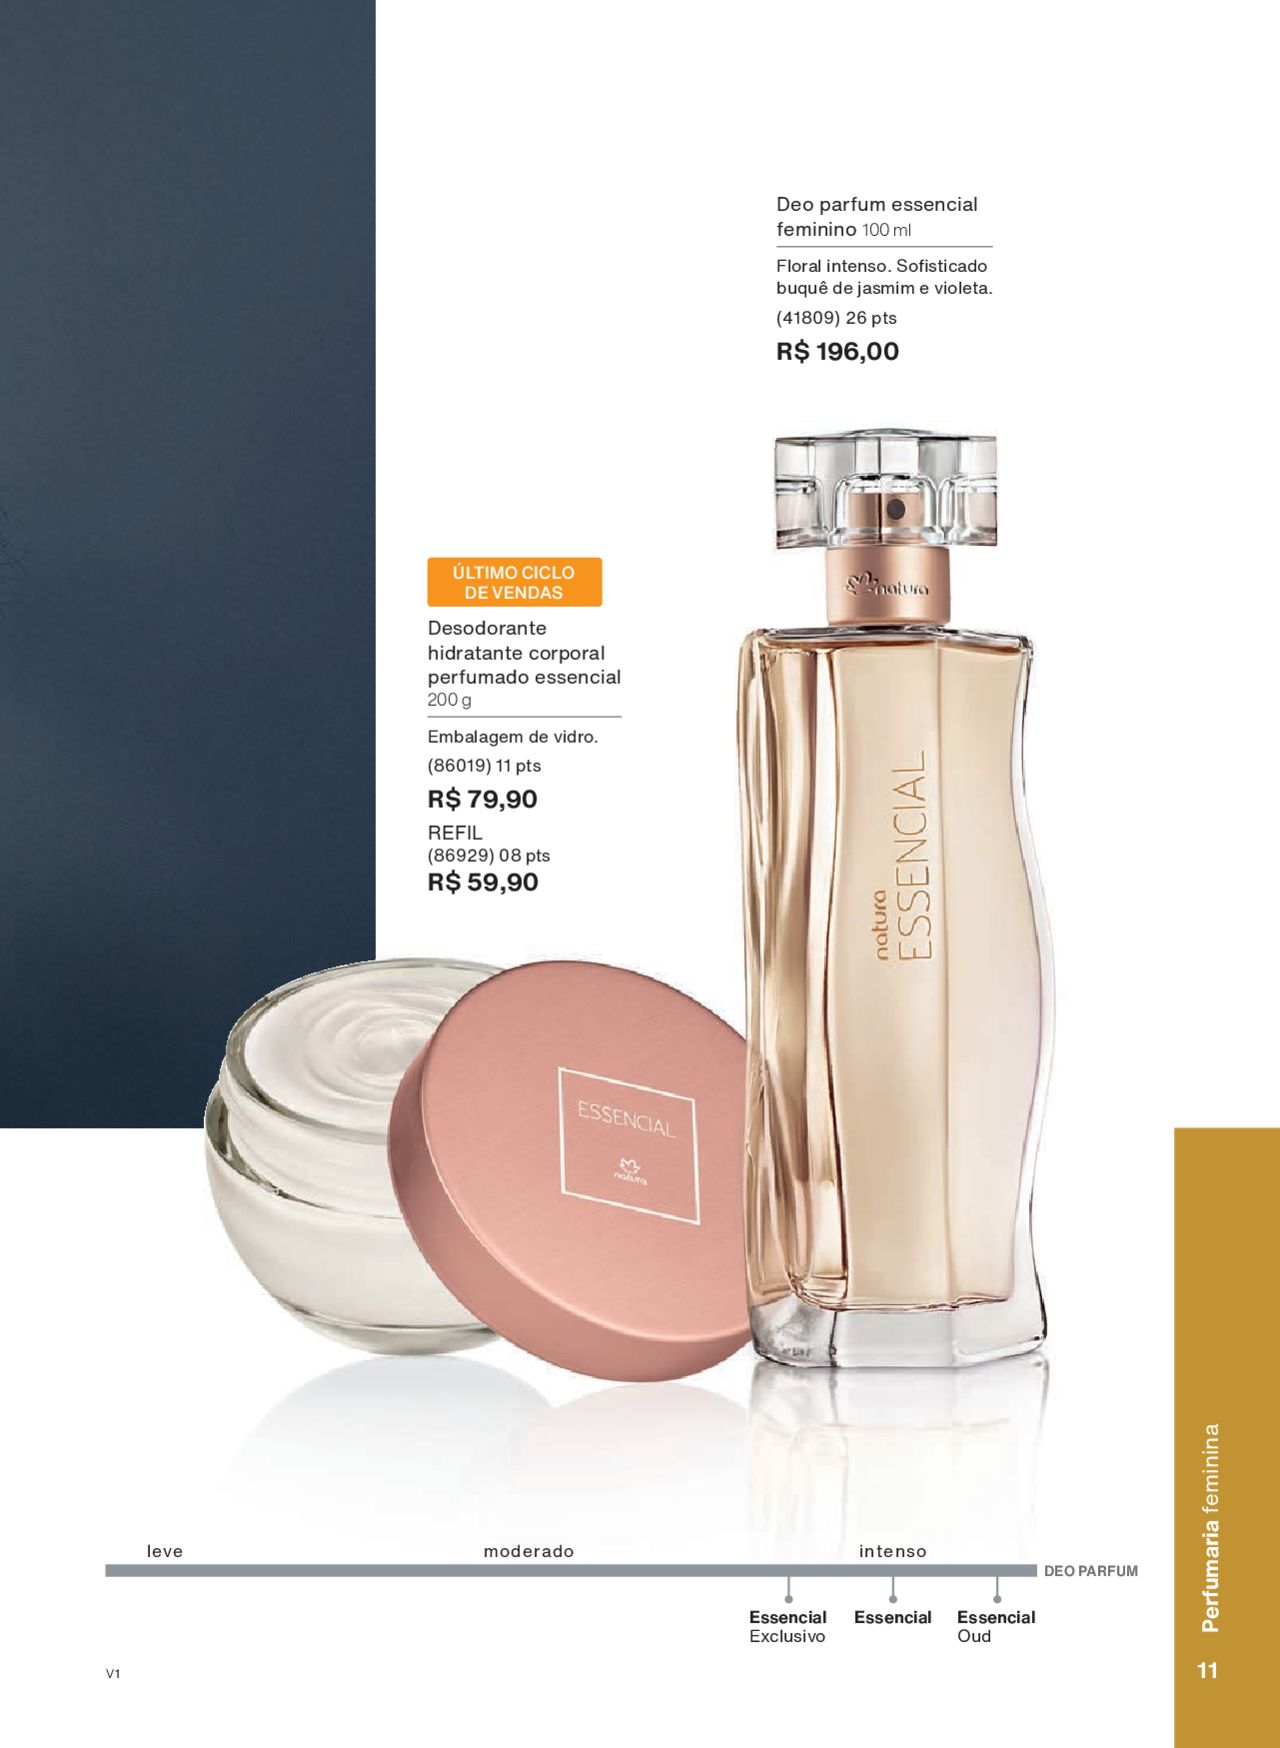 Deo parfum essencial
feminino 100 ml
Floral intenso. Sofisticado
buquê de jasmim e violeta.
(41809) 26 pts
R$ 196,00
ÚLTIMO CICLO
DE VENDAS
Desodorante
hidratante corporal
perfumado essencial
200 g
Embalagem de vidro.
(86019) 11 pts
R$ 79,90
REFIL
(86929) 08 pts
R$ 59,90
natura
natura
ESSENCIAL
ESSENCIAL
natura
leve moderado intenso
DEO PARFUM
Essencial Essencial Essencial
Exclusivo Oud
Perfumaria feminina
V1
11